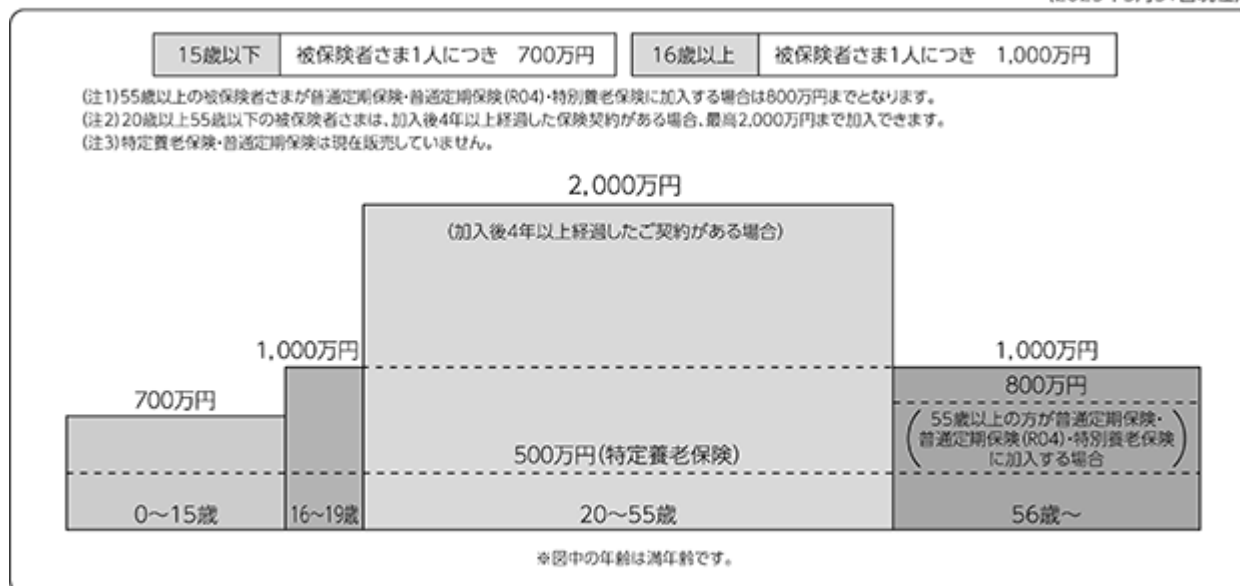 15歳以下 被保険者さま1人につき 700万円 16歳以上 被保険者さま1人につき 1,000万円
(注1)55歳以上の被保険者さまが普通定期保険・普通定期保険(R04)・特別養老保険に加入する場合は800万円までとなります。
(注2)20歳以上55歳以下の被保険者さまは、加入後4年以上経過した保険契約がある場合、最高2,000万円まで加入できます。
(注3)特定養老保険・普通定期保険は現在販売していません。
2,000万円
(加入後4年以上経過したご契約がある場合)
1,000万円
1,000万円
700万円
800万円
(55歳以上の方が普通定期保険・
普通定期保険(R04)・特別養老保険
に加入する場合)
500万円(特定養老保険)
0〜15歳 16〜19歳 20〜55歳 56歳〜
※図中の年齢は満年齢です。